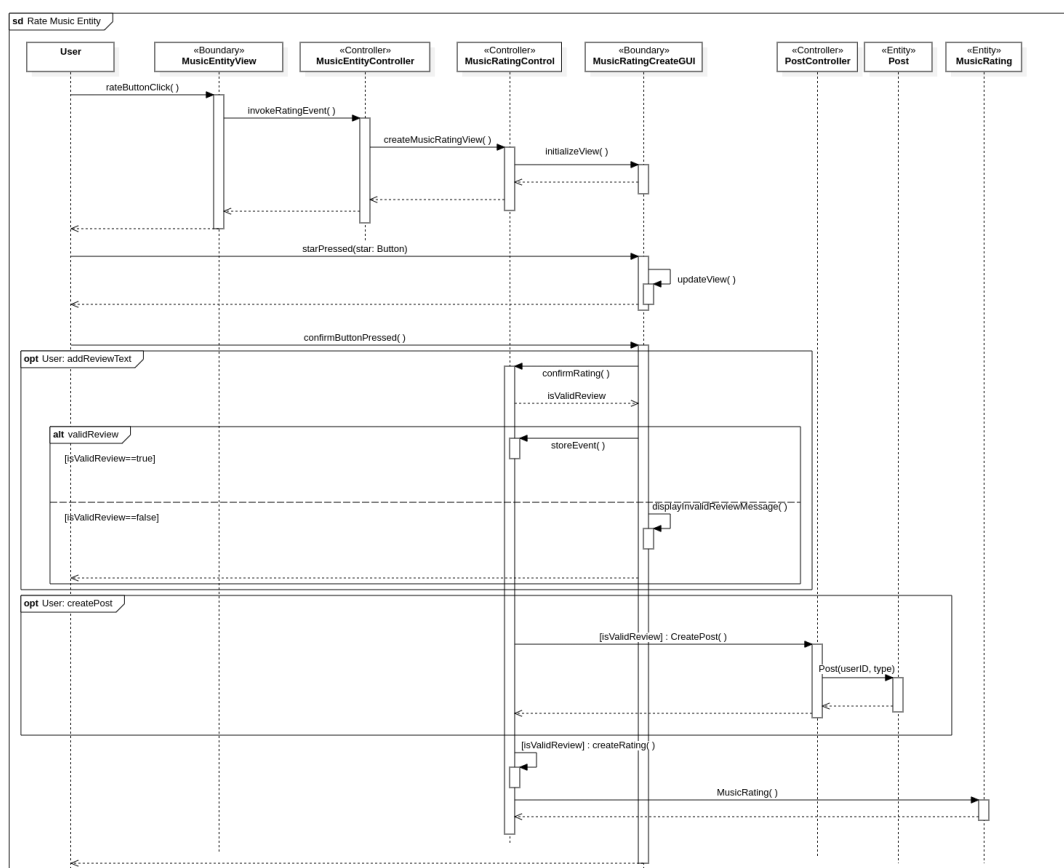 sd Rate Music Entity
User
«Boundary»
MusicEntityView
«Controller»
MusicEntityController
«Controller»
MusicRatingControl
«Boundary»
MusicRatingCreateGUI
«Controller»
PostController
«Entity»
Post
«Entity»
MusicRating
rateButtonClick( )
invokeRatingEvent( )
createMusicRatingView( )
initializeView( )
starPressed(star: Button)
updateView( )
confirmButtonPressed( )
opt User: addReviewText
confirmRating( )
isValidReview
alt validReview
storeEvent( )
[isValidReview==true]
displayInvalidReviewMessage( )
[isValidReview==false]
opt User: createPost
[isValidReview] : CreatePost( )
Post(userID, type)
[isValidReview] : createRating( )
MusicRating( )